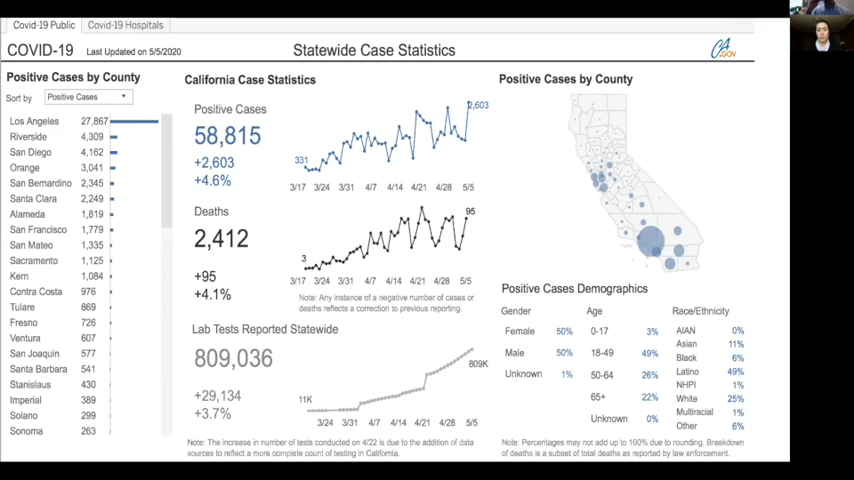 Covid-19 Public Covid-19 Hospitals
COVID-19 Last Updated on 5/5/2020 Statewide Case Statistics CA.GOV
Positive Cases by County
Sort by Positive Cases
Los Angeles 27,867
Riverside 4,309
San Diego 4,162
Orange 3,041
San Bernardino 2,345
Santa Clara 2,249
Alameda 1,819
San Francisco 1,779
San Mateo 1,335
Sacramento 1,125
Kern 1,084
Contra Costa 976
Tulare 869
Fresno 726
Ventura 607
San Joaquin 577
Santa Barbara 541
Stanislaus 430
Imperial 389
Solano 299
Sonoma 263
California Case Statistics
Positive Cases
58,815
+2,603
+4.6%
331
2,603
3/17 3/24 3/31 4/7 4/14 4/21 4/28 5/5
Deaths
2,412
+95
+4.1%
3
95
3/17 3/24 3/31 4/7 4/14 4/21 4/28 5/5
Note: Any instance of a negative number of cases or
deaths reflects a correction to previous reporting.
Lab Tests Reported Statewide
809,036
+29,134
+3.7%
11K
809K
3/24 3/31 4/7 4/14 4/21 4/28 5/5
Note: The increase in number of tests conducted on 4/22 is due to the addition of data
sources to reflect a more complete count of testing in California.
Positive Cases by County
Positive Cases Demographics
Gender
Female 50%
Male 50%
Unknown 1%
Age
0-17 3%
18-49 49%
50-64 26%
65+ 22%
Unknown 0%
Race/Ethnicity
AIAN 0%
Asian 11%
Black 6%
Latino 49%
NHPI 1%
White 25%
Multiracial 1%
Other 6%
Note: Percentages may not add up to 100% due to rounding. Breakdown
of deaths is a subset of total deaths as reported by law enforcement.